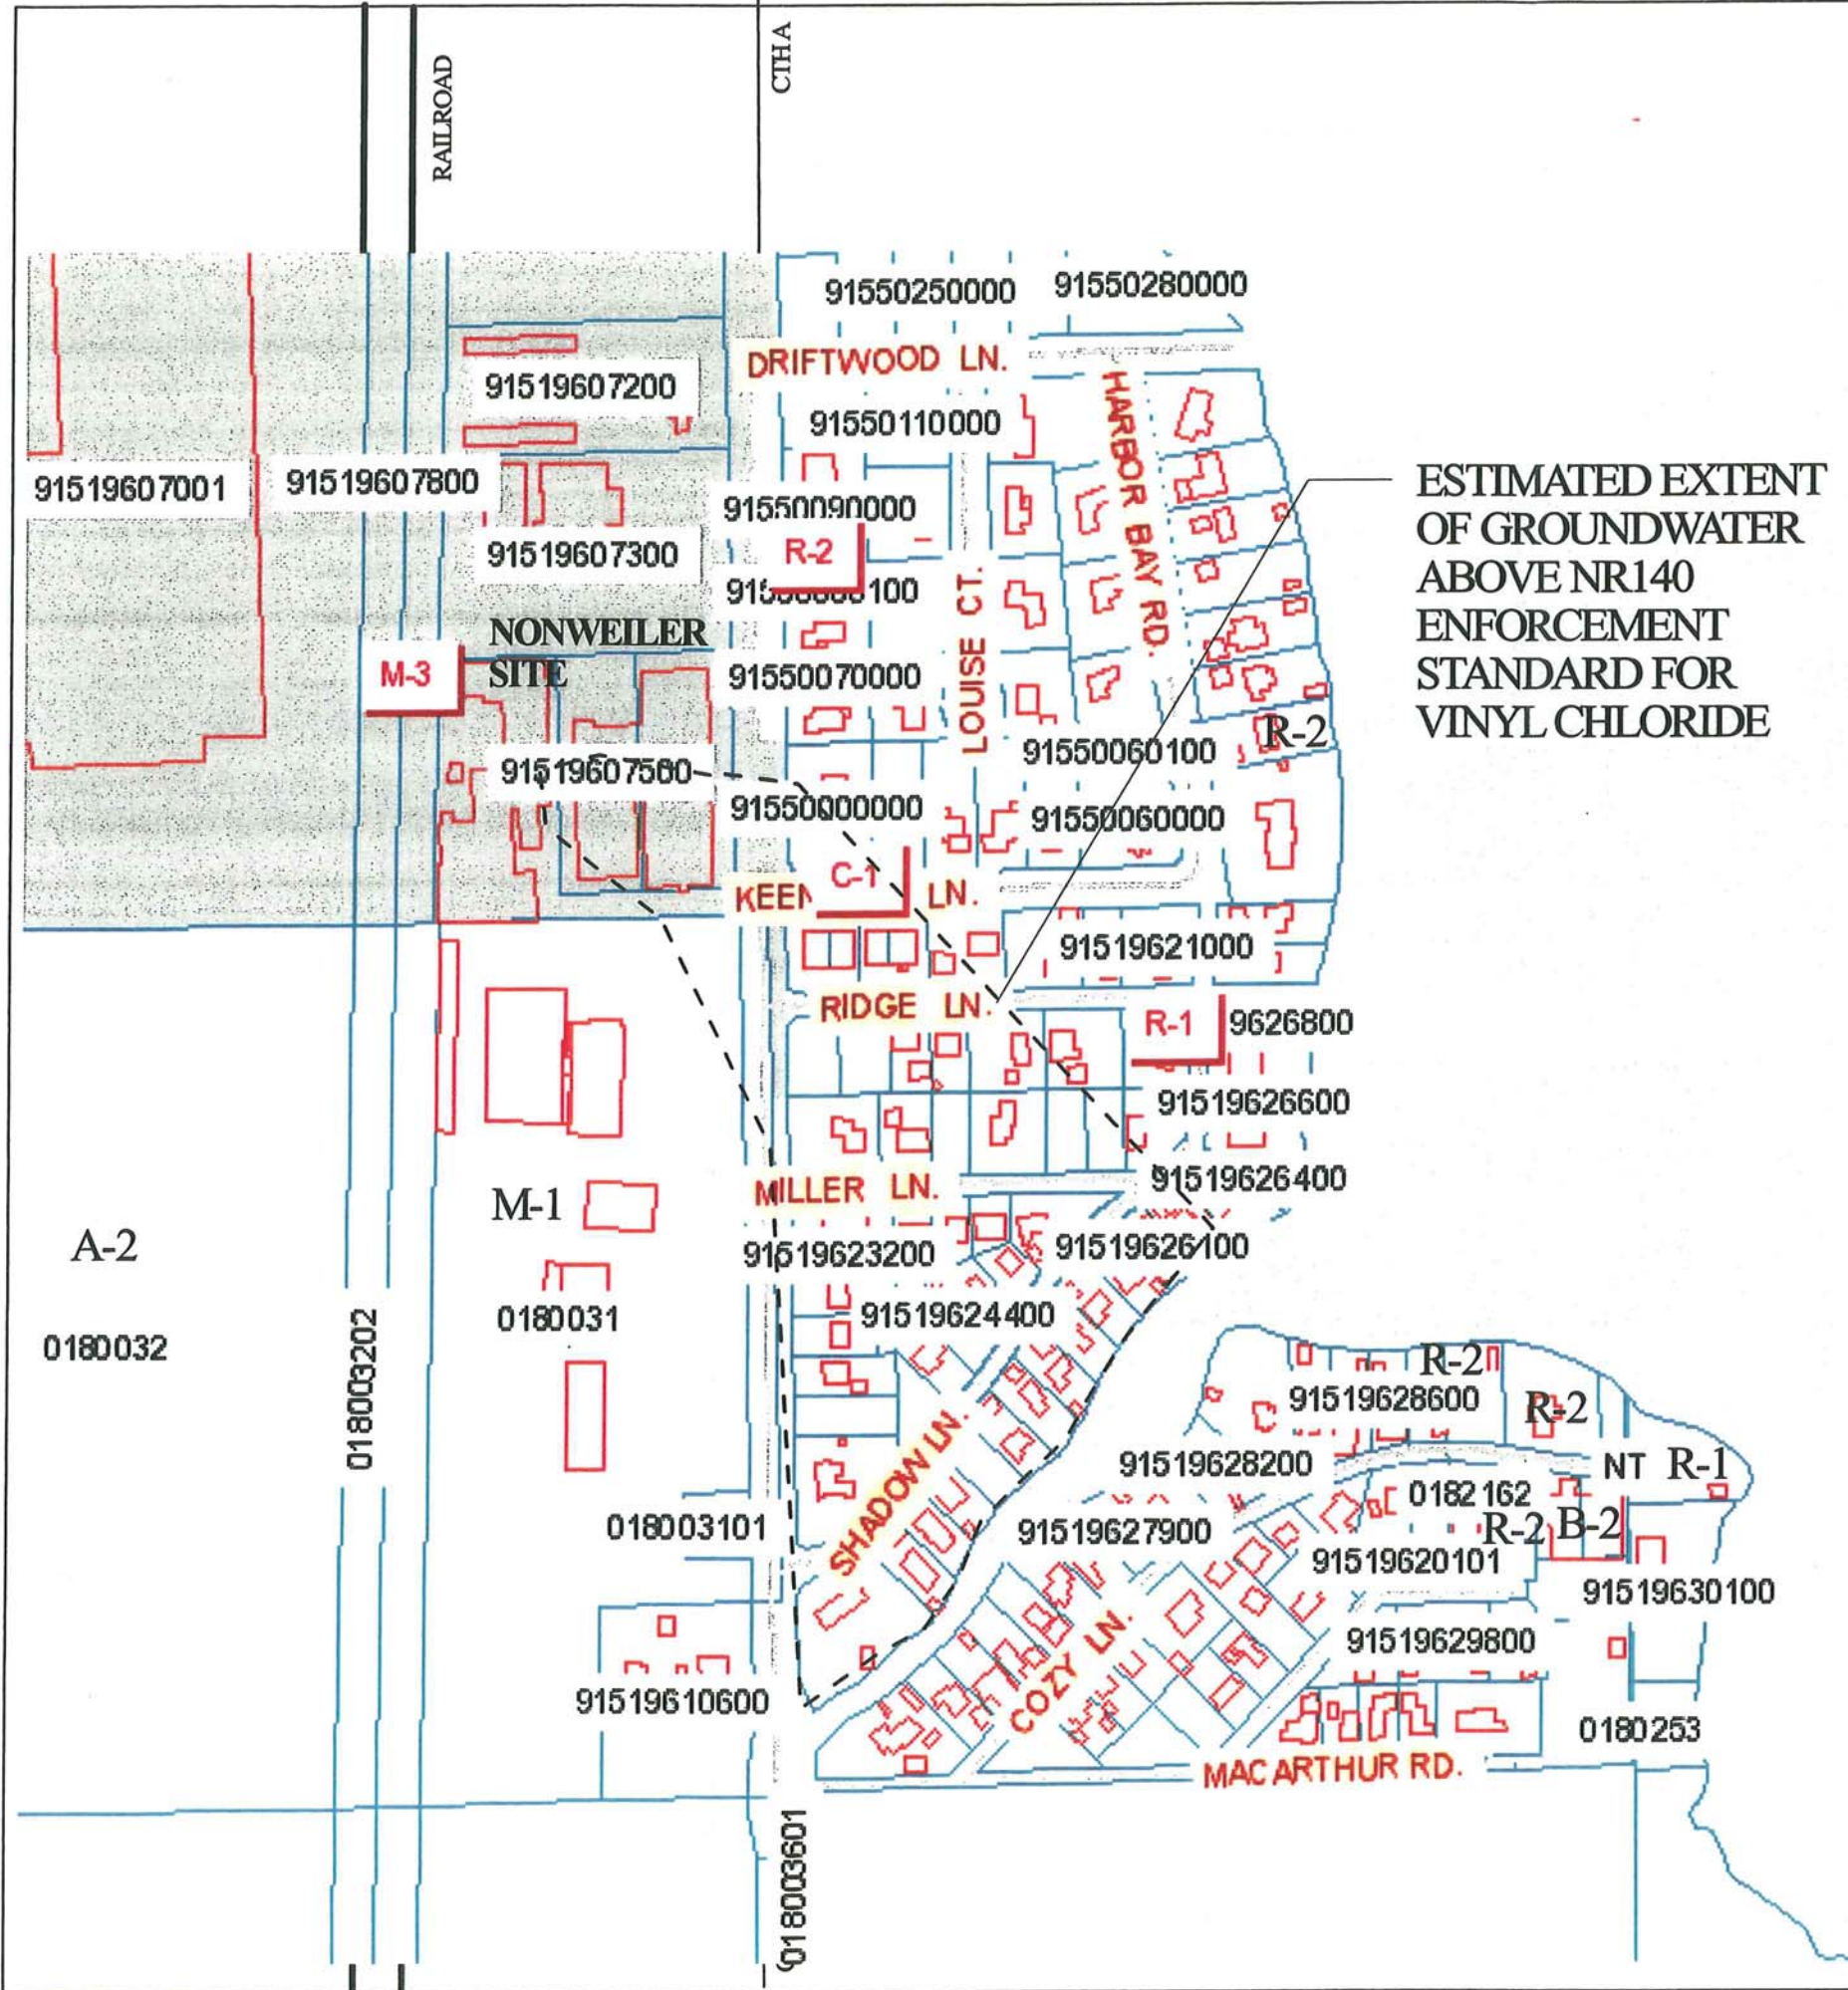 RAILROAD
CTHA
91550250000
91550280000
DRIFTWOOD LN.
91519607200
91550110000
HARBOR BAY RD.
91519607001
91519607800
91550090000
ESTIMATED EXTENT
OF GROUNDWATER
ABOVE NR140
ENFORCEMENT
STANDARD FOR
VINYL CHLORIDE
91519607300
R-2
LOUISE CT.
NONWEILER
SITE
M-3
91550070000
R-2
91550060100
91519607500
91550000000
91550060000
C-1
KEEN LN.
91519621000
RIDGE LN.
R-1
9626800
91519626600
91519626400
M-1
MILLER LN.
A-2
91519623200
91519626100
0180031
91519624400
0180032
018003202
R-2
91519628600
R-2
SHADOW LN.
91519628200
NT R-1
0182162
018003101
91519627900
R-2 B-2
91519620101
91519630100
91519629800
COZY LN.
91519610600
0180253
MAC ARTHUR RD.
018003601